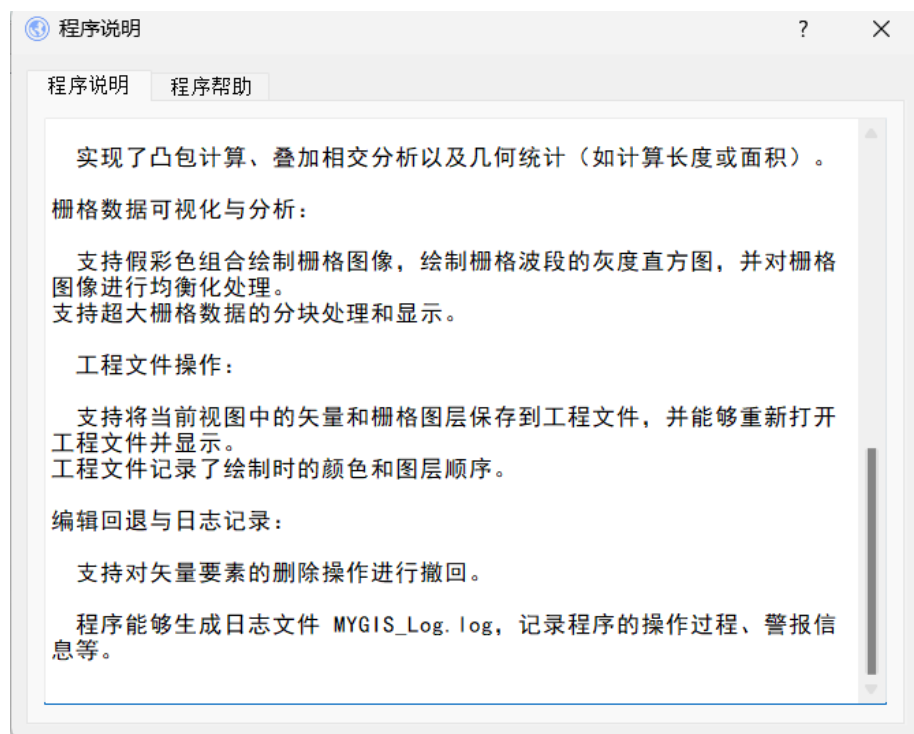 程序说明
? ×
程序说明 程序帮助
实现了凸包计算、叠加相交分析以及几何统计（如计算长度或面积）。
栅格数据可视化与分析：
支持假彩色组合绘制栅格图像，绘制栅格波段的灰度直方图，并对栅格
图像进行均衡化处理。
支持超大栅格数据的分块处理和显示。
工程文件操作：
支持将当前视图中的矢量和栅格图层保存到工程文件，并能够重新打开
工程文件并显示。
工程文件记录了绘制时的颜色和图层顺序。
编辑回退与日志记录：
支持对矢量要素的删除操作进行撤回。
程序能够生成日志文件 MYGIS_Log.log，记录程序的操作过程、警报信
息等。